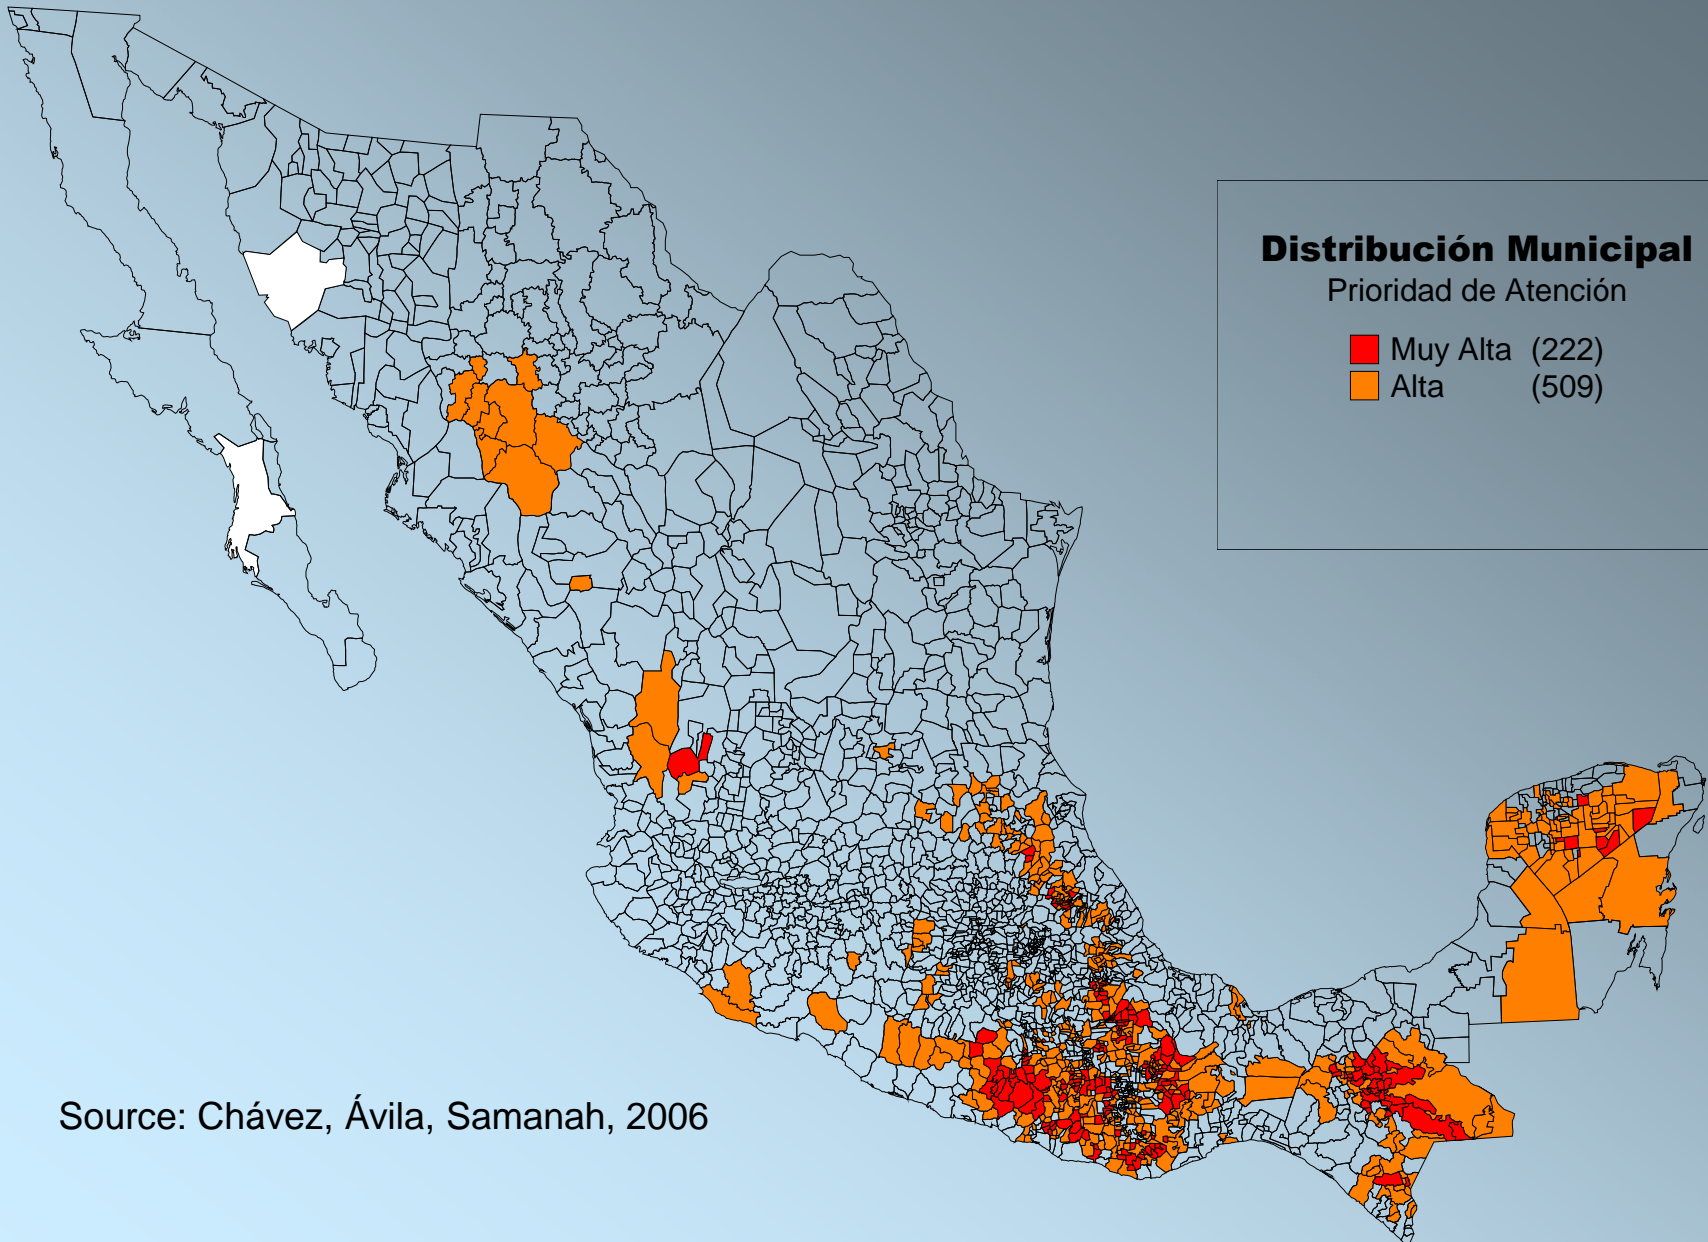 Distribución Municipal
Prioridad de Atención
Muy Alta (222)
Alta (509)
Source: Chávez, Ávila, Samanah, 2006